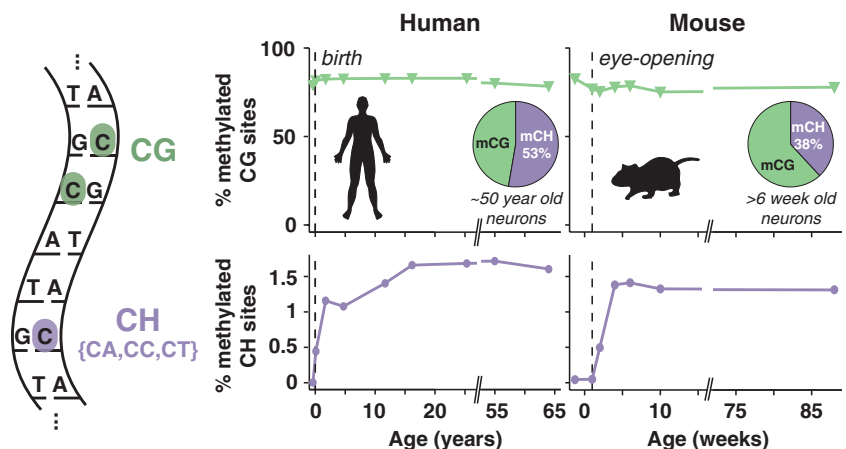 Human
Mouse
⋮
T A
G C
CG
C G
A T
T A
G C
CH
{CA,CC,CT}
T A
⋮
% methylated
CG sites
100
50
0
birth
mCG
mCH
53%
~50 year old
neurons
eye-opening
mCH
38%
mCG
>6 week old
neurons
% methylated
CH sites
1.5
1
0.5
0
0 10 20 55 65
Age (years)
0 10 75 85
Age (weeks)